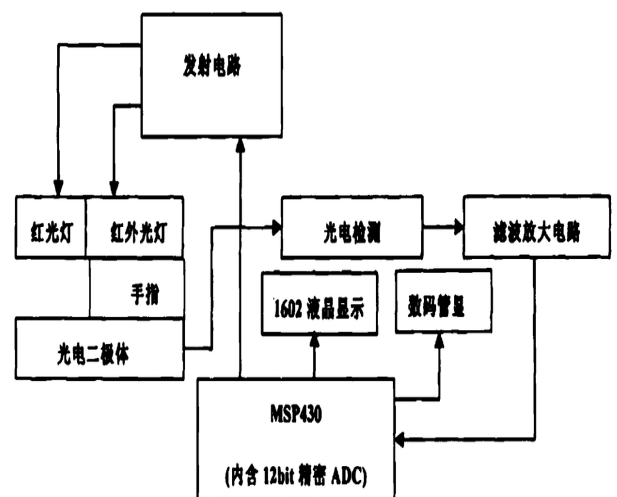 发射电路
红光灯
红外光灯
光电检测
滤波放大电路
手指
1602 液晶显示
数码管显
光电二极体
MSP430
(内含 12bit 精密 ADC)